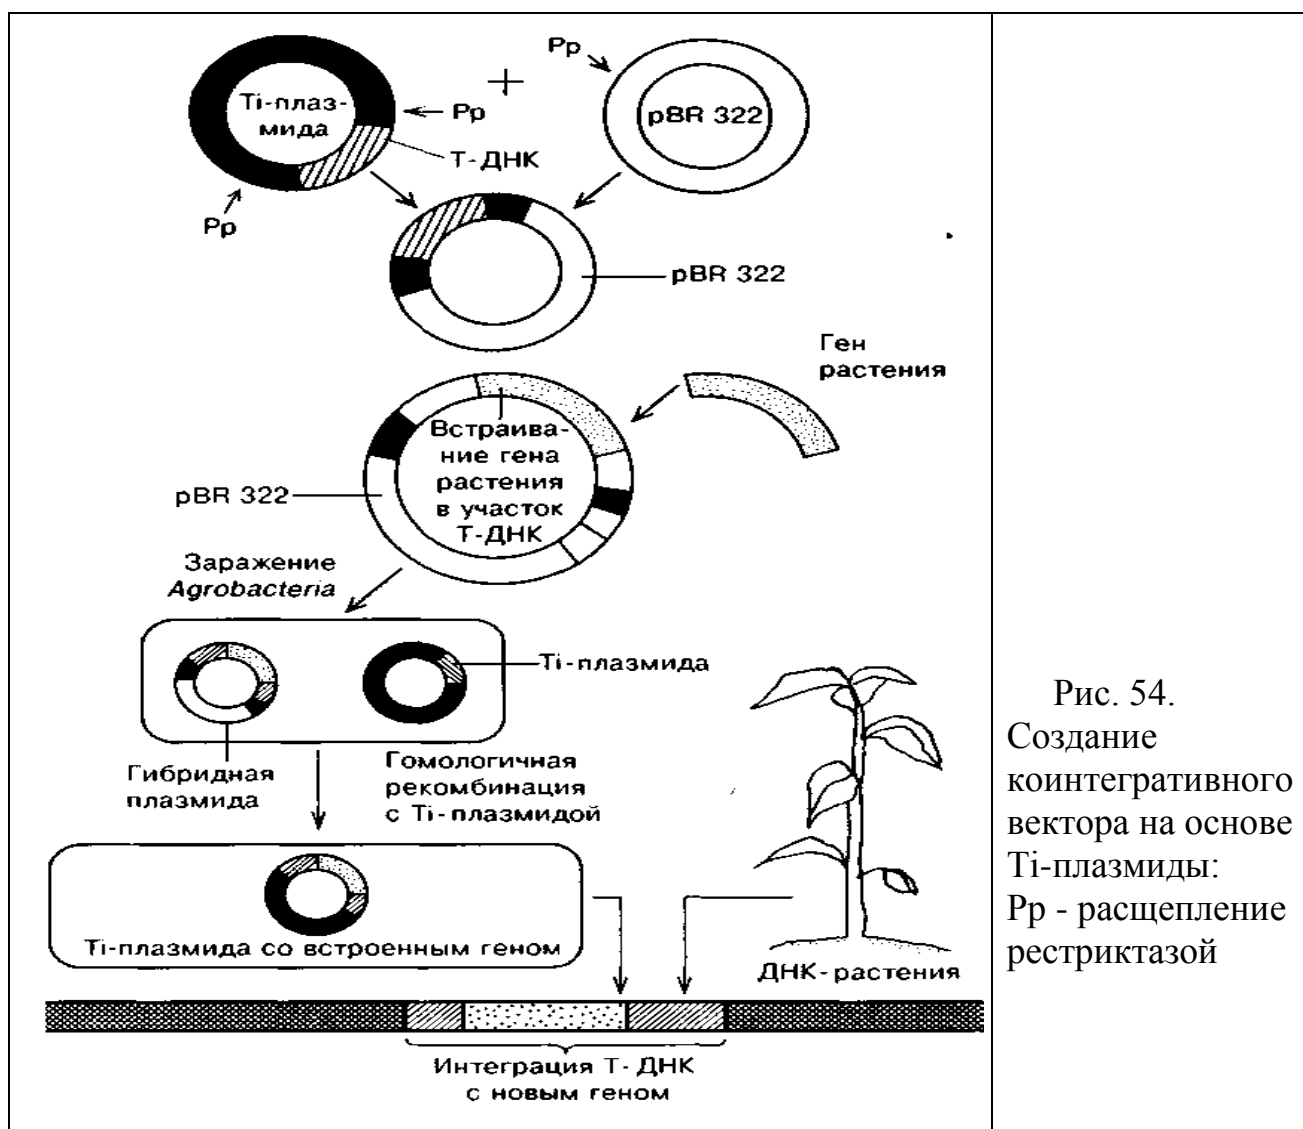 Ti-плаз-
мида
Рр
+
Рр
pBR 322
Т-ДНК
Рр
pBR 322
Ген
растения
Встраива-
ние гена
растения
в участок
Т-ДНК
pBR 322
Заражение
Agrobacteria
Ti-плазмида
Гибридная
плазмида
Гомологичная
рекомбинация
с Ti-плазмидой
Ti-плазмида со встроенным геном
ДНК-растения
Интеграция Т-ДНК
с новым геном
Рис. 54.
Создание
коинтегративного
вектора на основе
Ti-плазмиды:
Рр - расщепление
рестриктазой